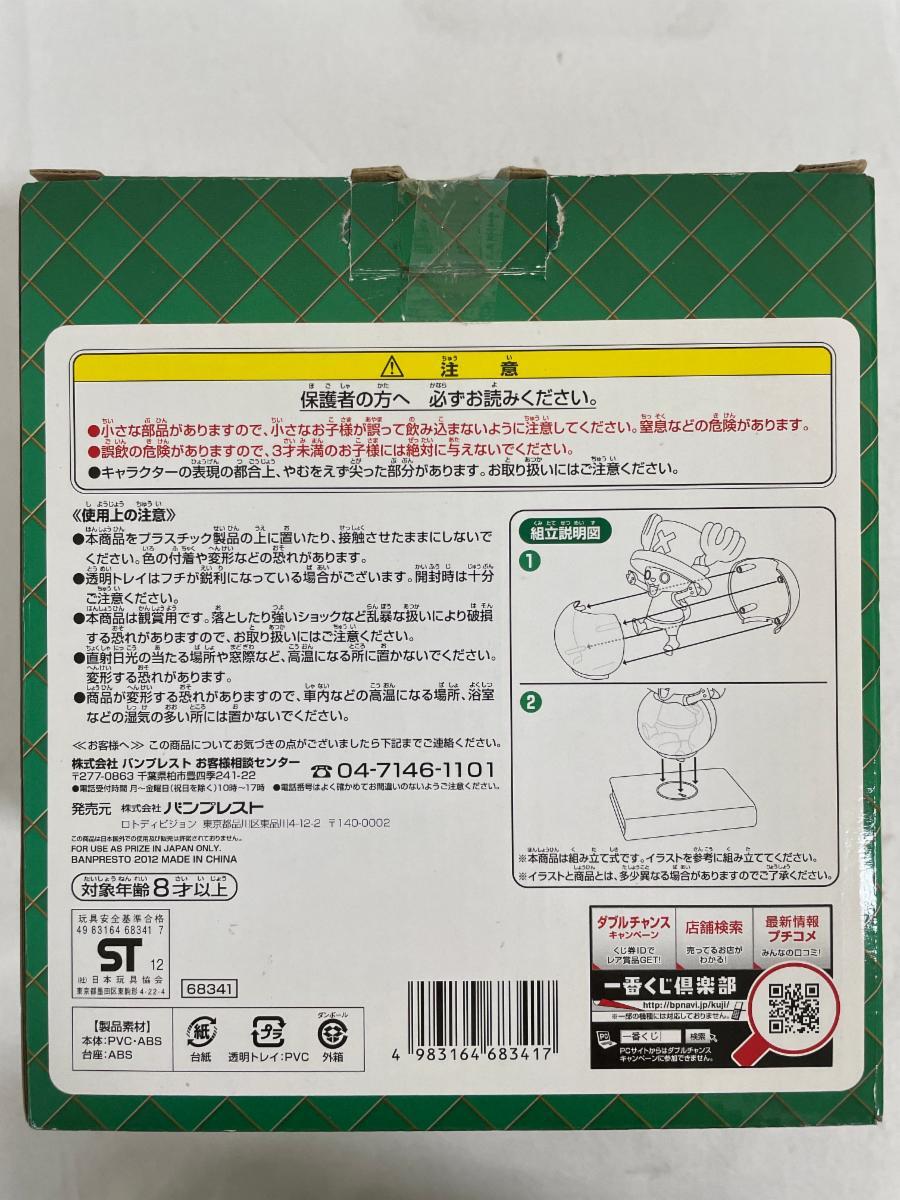 注意
保護者の方へ 必ずお読みください。
●小さな部品がありますので、小さなお子様が誤って飲み込まないように注意してください。窒息などの危険があります。
●誤飲の危険がありますので、3才未満のお子様には絶対に与えないでください。
●キャラクターの表現の都合上、やむをえず尖った部分があります。お取り扱いにはご注意ください。
《使用上の注意》
●本商品をプラスチック製品の上に置いたり、接触させたままにしないで
ください。色の付着や変形などの恐れがあります。
●透明トレイはフチが鋭利になっている場合がございます。開封時は十分
ご注意ください。
●本商品は観賞用です。落としたり強いショックなど乱暴な扱いにより破損
する恐れがありますので、お取り扱いにはご注意ください。
●直射日光の当たる場所や窓際など、高温になる所に置かないでください。
変形する恐れがあります。
●商品が変形する恐れがありますので、車内などの高温になる場所、浴室
などの湿気の多い所には置かないでください。
≪お客様へ≫ この商品についてお気づきの点がございましたら下記までご連絡ください。
株式会社 バンプレスト お客様相談センター
〒277-0863 千葉県柏市豊四季241-22
☎04-7146-1101
●電話受付時間 月～金曜日(祝日を除く)10時～17時 ●電話番号はよく確かめてお間違いのないようご注意ください。
発売元 株式会社バンプレスト
ロトディビジョン 東京都品川区東品川4-12-2 〒140-0002
この商品は日本国外での使用及び販売は許諾されておりません。
FOR USE AS PRIZE IN JAPAN ONLY.
BANPRESTO 2012 MADE IN CHINA
対象年齢8才以上
玩具安全基準合格
49 83164 68341 7
ST 12
(社)日本玩具協会
東京都墨田区東駒形4-22-4
68341
【製品素材】
本体:PVC・ABS
台座:ABS
紙
台紙
プラ
透明トレイ:PVC
ダンボール
外箱
4 983164 683417
組立説明図
1
2
※本商品は組み立て式です。イラストを参考に組み立ててください。
※イラストと商品とは、多少異なる場合がありますのでご了承ください。
ダブルチャンス
キャンペーン
くじ券IDで
レア賞品GET!
店舗検索
売ってるお店が
わかる!
最新情報
プチコメ
みんなの口コミ!
一番くじ倶楽部
http://bpnavi.jp/kuji/
※一部の機種には対応しておりません。
PC
一番くじ 検索
PCサイトからはダブルチャンス
キャンペーンに参加できません。